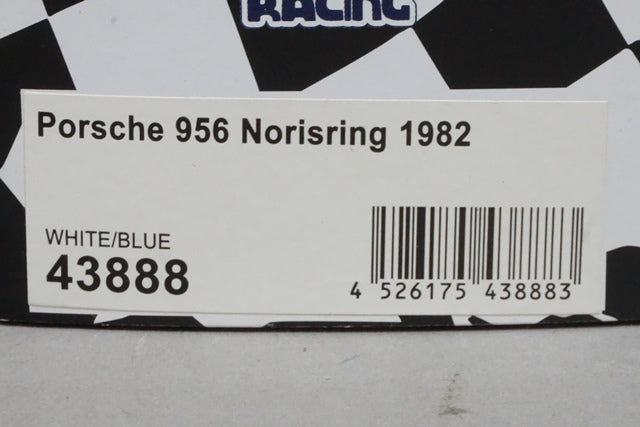 RACING
Porsche 956 Norisring 1982
WHITE/BLUE
43888
4 526175 438883